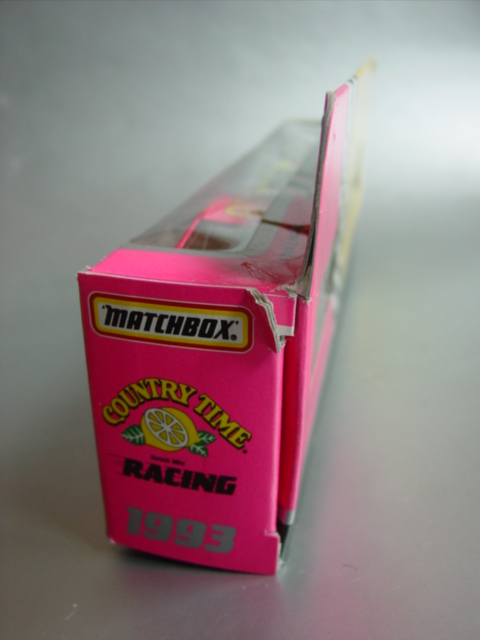 MATCHBOX®
COUNTRY TIME®
RACING
1993